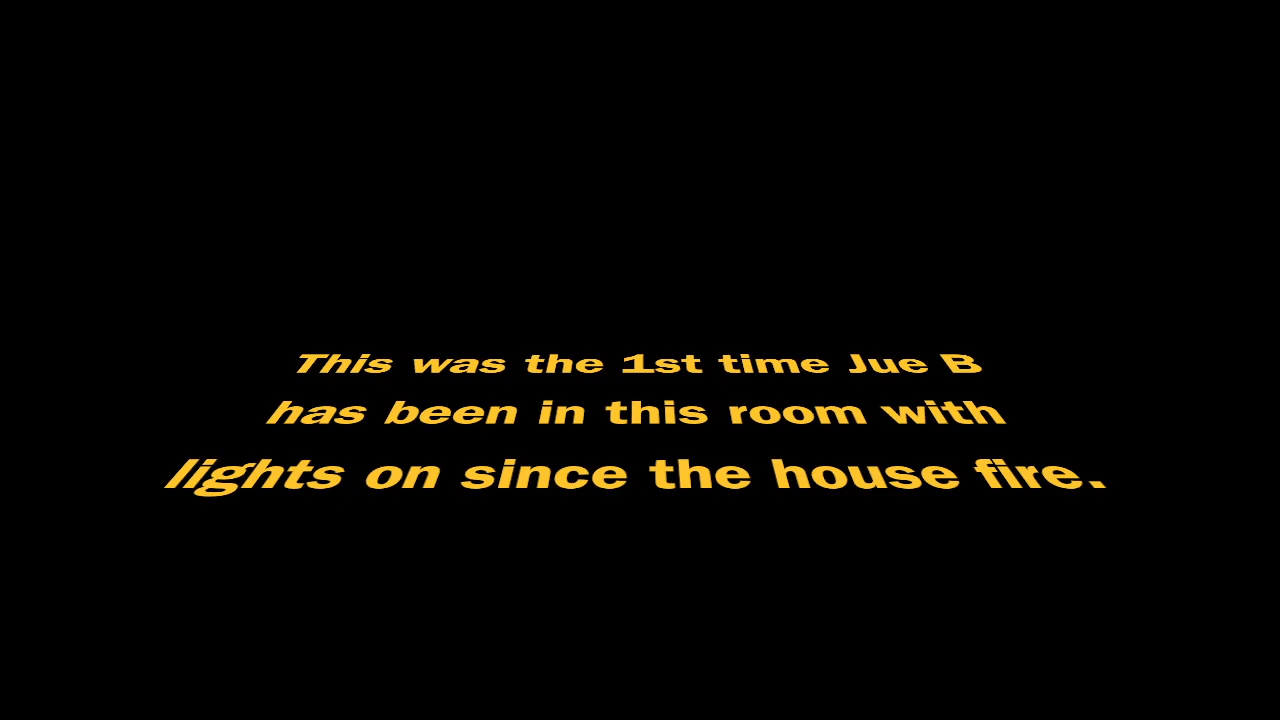 This was the 1st time Jue B
has been in this room with
lights on since the house fire.